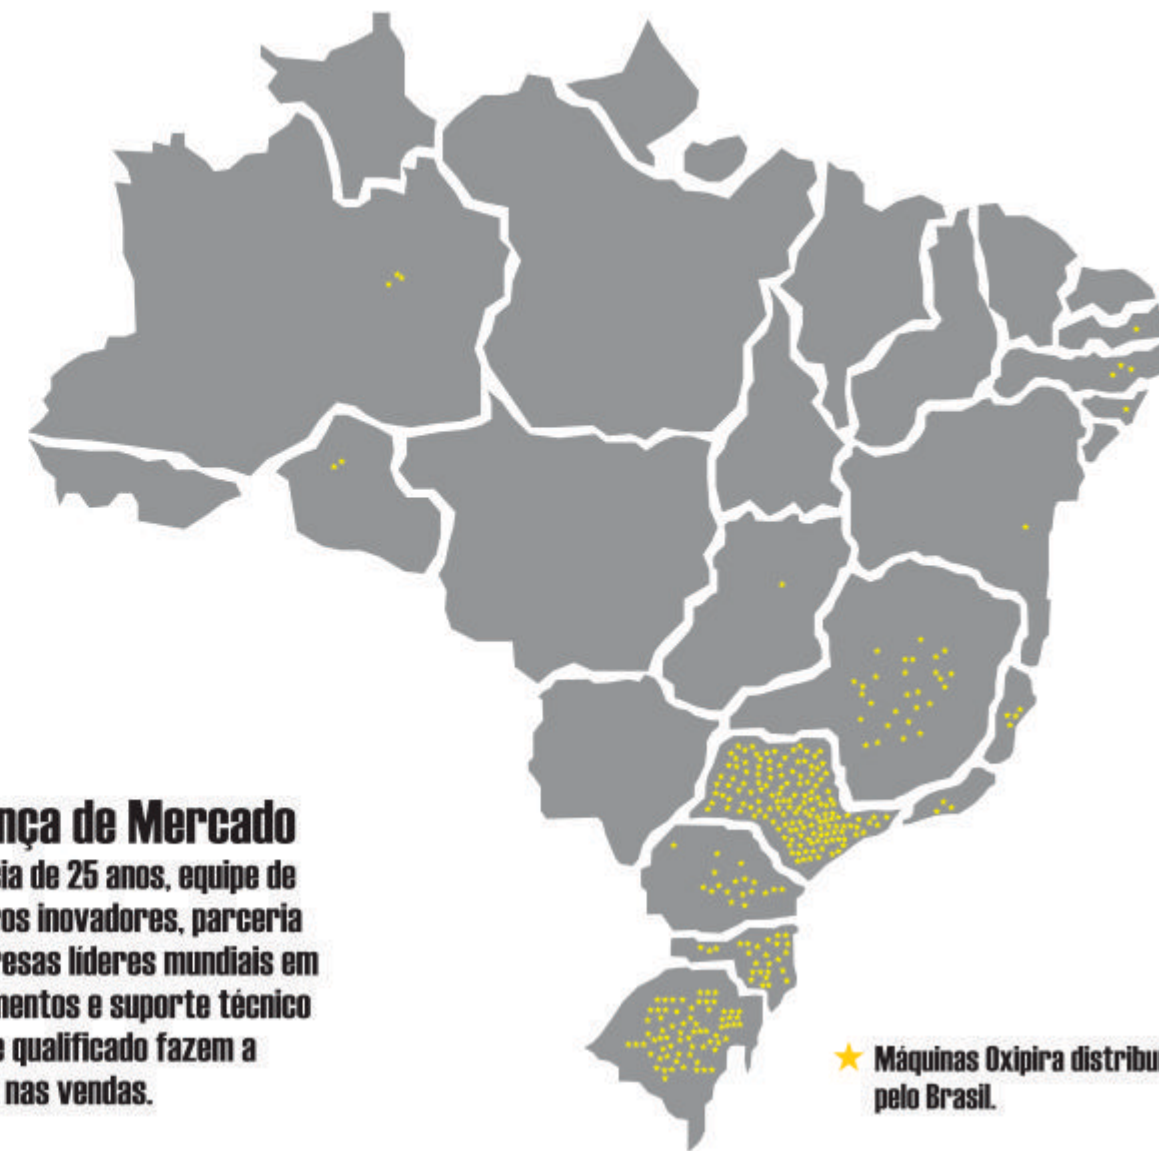 nça de Mercado
ia de 25 anos, equipe de
ros inovadores, parceria
resas líderes mundiais em
mentos e suporte técnico
e qualificado fazem a
nas vendas.
Máquinas Oxipira distribu
pelo Brasil.